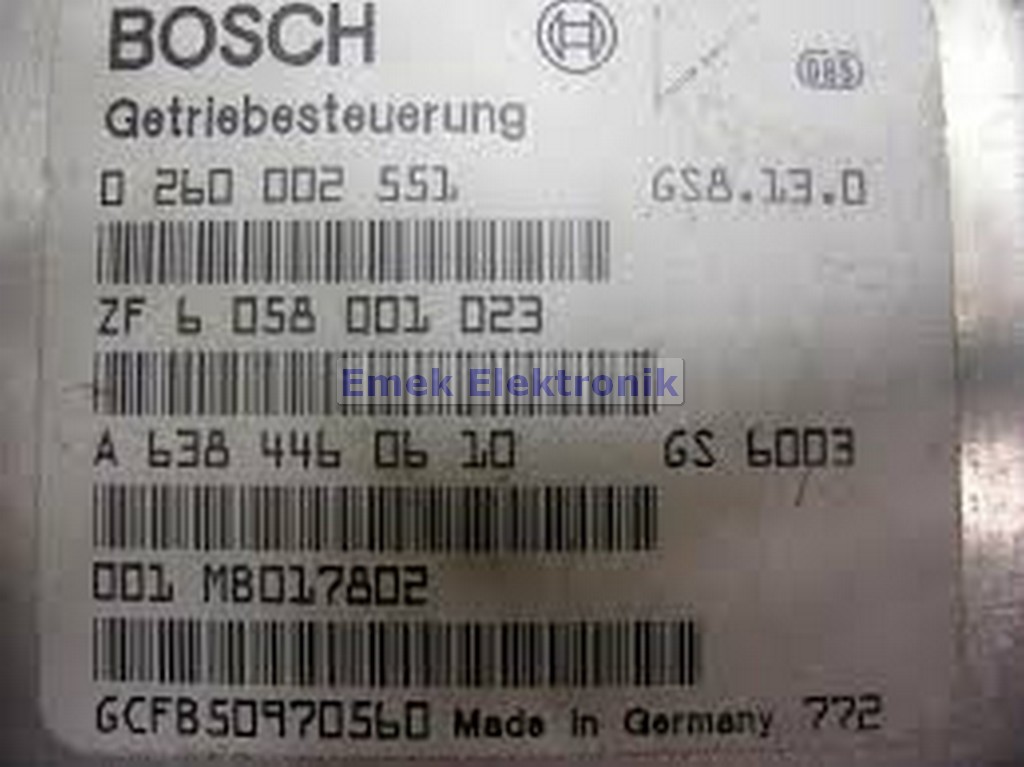 BOSCH
Getriebesteuerung
0 260 002 551 GS8.13.0
ZF 6 058 001 023
Emek Elektronik
A 638 446 06 10 GS 6003
001 M8017802
GCFB50970560 Made in Germany 772